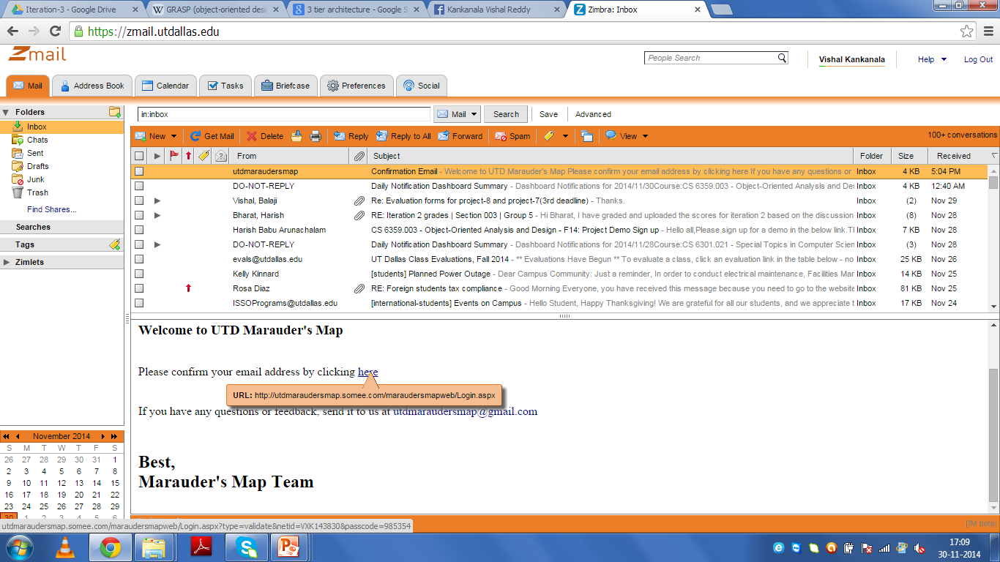 Iteration-3 - Google Drive
GRASP (object-oriented desi
3 tier architecture - Google S
Kankanala Vishal Reddy
Zimbra: Inbox
https://zmail.utdallas.edu
Zmail
People Search
Vishal Kankanala
Help
Log Out
Mail
Address Book
Calendar
Tasks
Briefcase
Preferences
Social
Folders
Inbox
Chats
Sent
Drafts
Junk
Trash
Find Shares...
Searches
Tags
Zimlets
in:inbox
Mail
Search
Save
Advanced
New
Get Mail
Delete
Reply
Reply to All
Forward
Spam
View
100+ conversations
From Subject Folder Size Received
utdmaraudersmap Confirmation Email - Welcome to UTD Marauder's Map Please confirm your email address by clicking here If you have any questions or Inbox 4 KB 5:04 PM
DO-NOT-REPLY Daily Notification Dashboard Summary - Dashboard Notifications for 2014/11/30Course:CS 6359.003 - Object-Oriented Analysis and De Inbox 4 KB 12:40 AM
Vishal, Balaji Re: Evaluation forms for project-8 and project-7(3rd deadline) - Thanks. Inbox (2) Nov 29
Bharat, Harish RE: Iteration 2 grades | Section 003 | Group 5 - Hi Bharat, I have graded and uploaded the scores for iteration 2 based on the discussion Inbox (8) Nov 28
Harish Babu Arunachalam CS 6359.003 - Object-Oriented Analysis and Design - F14: Project Demo Sign up - Hello all,Please sign up for a demo in the below link.Tl Inbox 7 KB Nov 28
DO-NOT-REPLY Daily Notification Dashboard Summary - Dashboard Notifications for 2014/11/28Course:CS 6301.021 - Special Topics in Computer Scien Inbox (3) Nov 28
evals@utdallas.edu UT Dallas Class Evaluations, Fall 2014 - ** Evaluations Have Begun ** To evaluate a class, click an evaluation link in the table below - no Inbox 25 KB Nov 26
Kelly Kinnard [students] Planned Power Outage - Dear Campus Community: Just a reminder, In order to conduct electrical maintenance, Facilities Mar Inbox 14 KB Nov 25
Rosa Diaz RE: Foreign students tax compliance - Good Morning Everyone, you have received this message because you need to go to the website Inbox 81 KB Nov 25
ISSOPrograms@utdallas.edu [international-students] Events on Campus - Hello Student, Happy Thanksgiving! We are grateful for all our students, and we appreciate t Inbox 17 KB Nov 24
Welcome to UTD Marauder's Map
Please confirm your email address by clicking here
URL: http://utdmaraudersmap.somee.com/maraudersmapweb/Login.aspx
If you have any questions or feedback, send it to us at utdmaraudersmap@gmail.com
Best,
Marauder's Map Team
November 2014
S M T W T F S
26 27 28 29 30 31 1
2 3 4 5 6 7 8
9 10 11 12 13 14 15
16 17 18 19 20 21 22
23 24 25 26 27 28 29
30 1 2 3 4 5 6
utdmaraudersmap.somee.com/maraudersmapweb/Login.aspx?type=validate&netid=VXK143830&passcode=985354
[IM beta]
17:09
30-11-2014